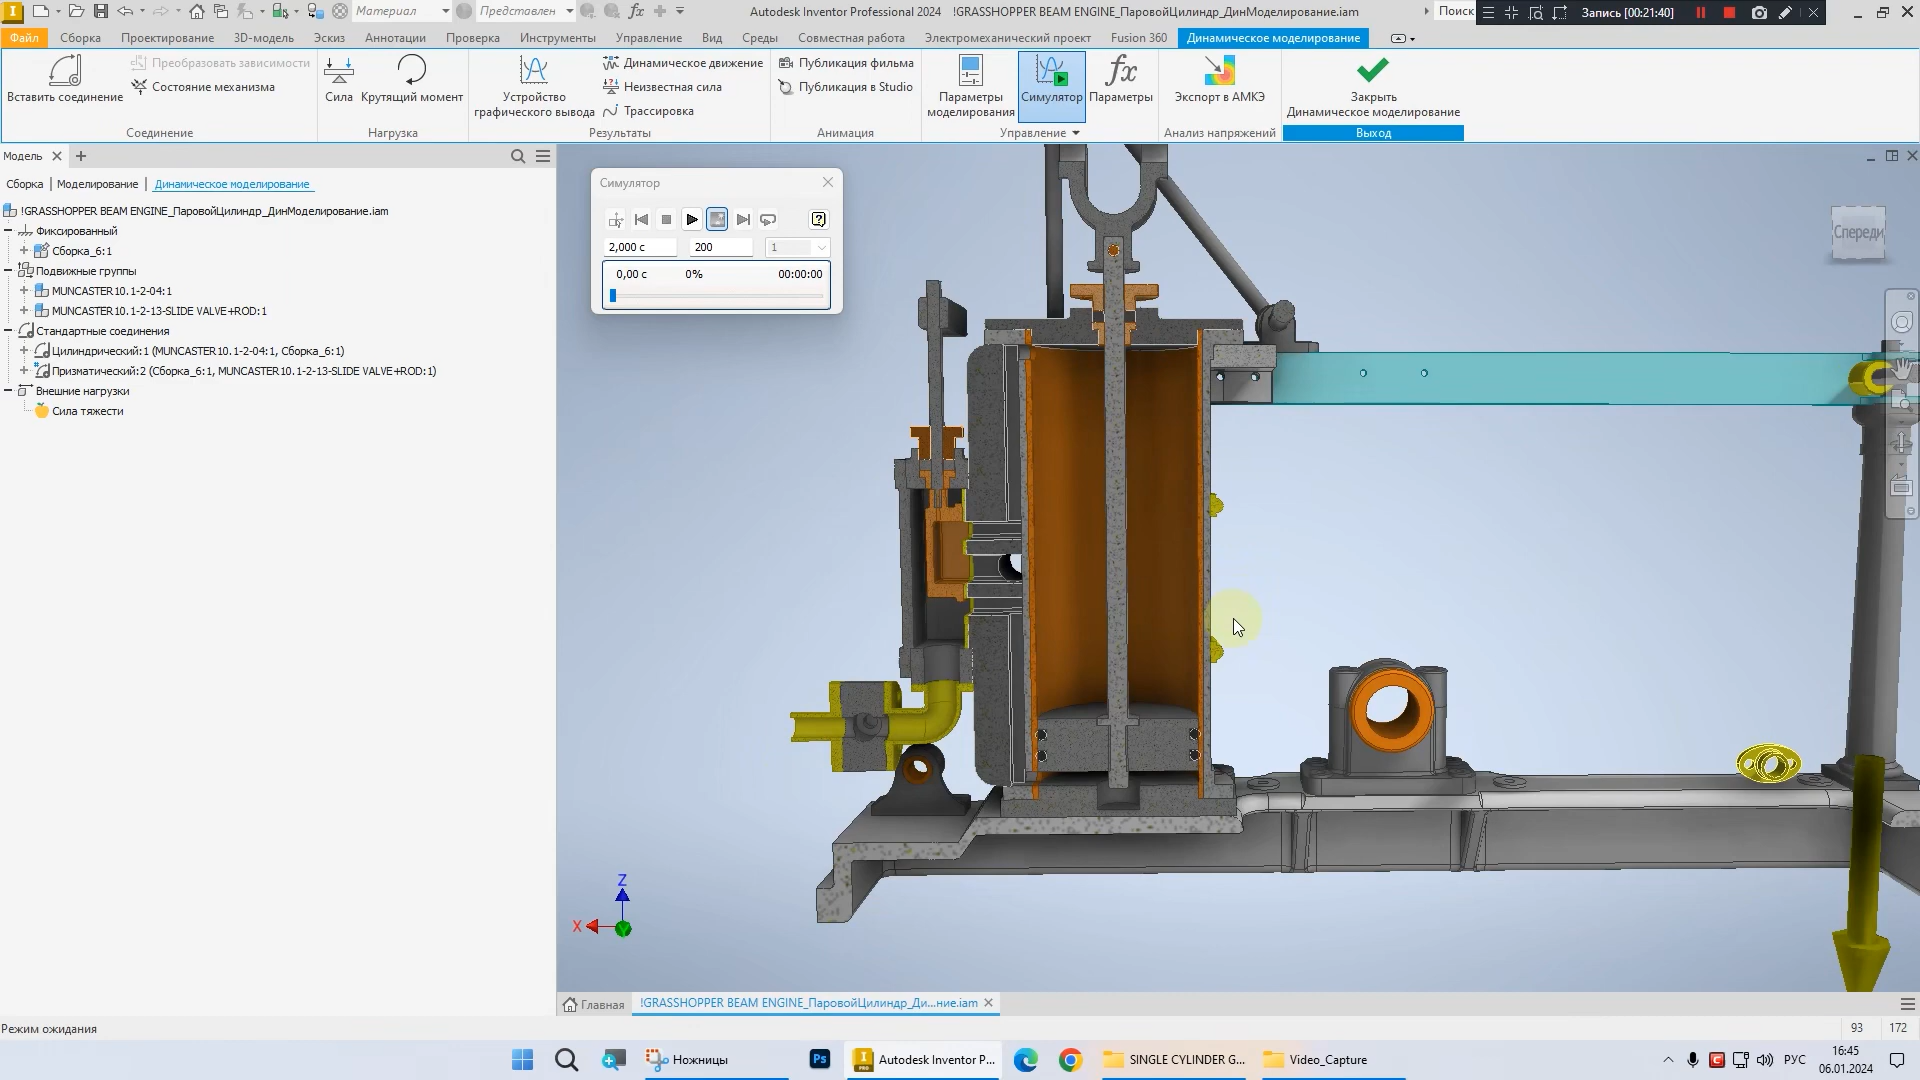 Материал
Представлен
Autodesk Inventor Professional 2024 !GRASSHOPPER BEAM ENGINE_ПаровойЦилиндр_ДинМоделирование.iam
Поиск
Запись [00:21:40]
Файл Сборка Проектирование 3D-модель Эскиз Аннотации Проверка Инструменты Управление Вид Среды Совместная работа Электромеханический проект Fusion 360 Динамическое моделирование
Вставить соединение
Преобразовать зависимости
Состояние механизма
Соединение
Сила
Крутящий момент
Нагрузка
Устройство
графического вывода
Динамическое движение
Неизвестная сила
Трассировка
Результаты
Публикация фильма
Публикация в Studio
Анимация
Параметры
моделирования
Симулятор
Параметры
Управление
Экспорт в АМКЭ
Анализ напряжений
Закрыть
Динамическое моделирование
Выход
Модель
Сборка | Моделирование | Динамическое моделирование
!GRASSHOPPER BEAM ENGINE_ПаровойЦилиндр_ДинМоделирование.iam
Фиксированный
Сборка_6:1
Подвижные группы
MUNCASTER10.1-2-04:1
MUNCASTER10.1-2-13-SLIDE VALVE+ROD:1
Стандартные соединения
Цилиндрический:1 (MUNCASTER10.1-2-04:1, Сборка_6:1)
Призматический:2 (Сборка_6:1, MUNCASTER10.1-2-13-SLIDE VALVE+ROD:1)
Внешние нагрузки
Сила тяжести
Симулятор
2,000 с 200 1
0,00 с 0% 00:00:00
Спереди
Z
X
Y
Главная
!GRASSHOPPER BEAM ENGINE_ПаровойЦилиндр_Ди...ние.iam
Режим ожидания
93 172
Ножницы
Ps
Autodesk Inventor P...
SINGLE CYLINDER G...
Video_Capture
РУС
16:45
06.01.2024